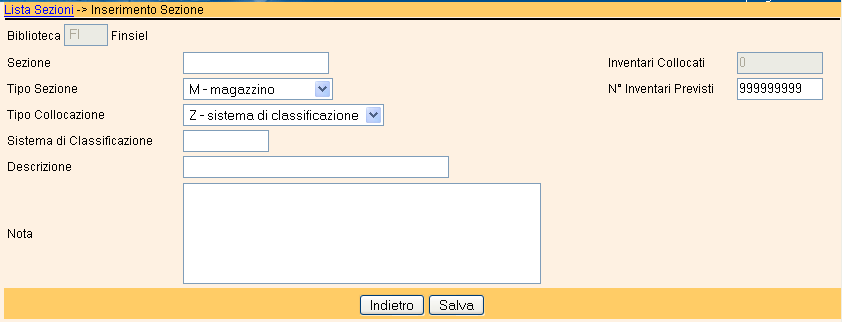 Lista Sezioni -> Inserimento Sezione
Biblioteca FI Finsiel
Sezione
Inventari Collocati 0
Tipo Sezione M - magazzino
N° Inventari Previsti 999999999
Tipo Collocazione Z - sistema di classificazione
Sistema di Classificazione
Descrizione
Nota
Indietro Salva